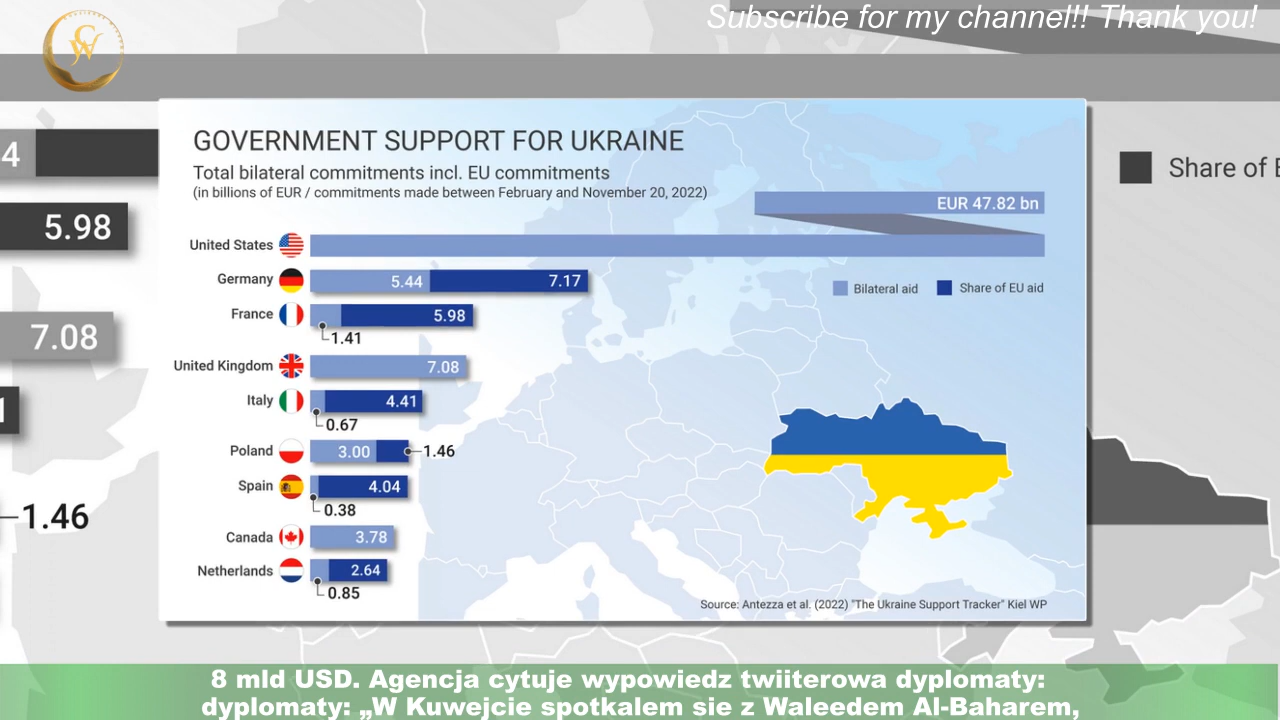 Subscribe for my channel!! Thank you!
GOVERNMENT SUPPORT FOR UKRAINE
Total bilateral commitments incl. EU commitments
(in billions of EUR / commitments made between February and November 20, 2022)
EUR 47.82 bn
United States
Germany 5.44 7.17
Bilateral aid Share of EU aid
France 5.98
1.41
United Kingdom 7.08
Italy 4.41
0.67
Poland 3.00 1.46
Spain 4.04
0.38
Canada 3.78
Netherlands 2.64
0.85
Source: Antezza et al. (2022) "The Ukraine Support Tracker" Kiel WP
4
5.98
7.08
1
1.46
Share of E
8 mld USD. Agencja cytuje wypowiedz twiiterowa dyplomaty:
dyplomaty: „W Kuwejcie spotkalem sie z Waleedem Al-Baharem,